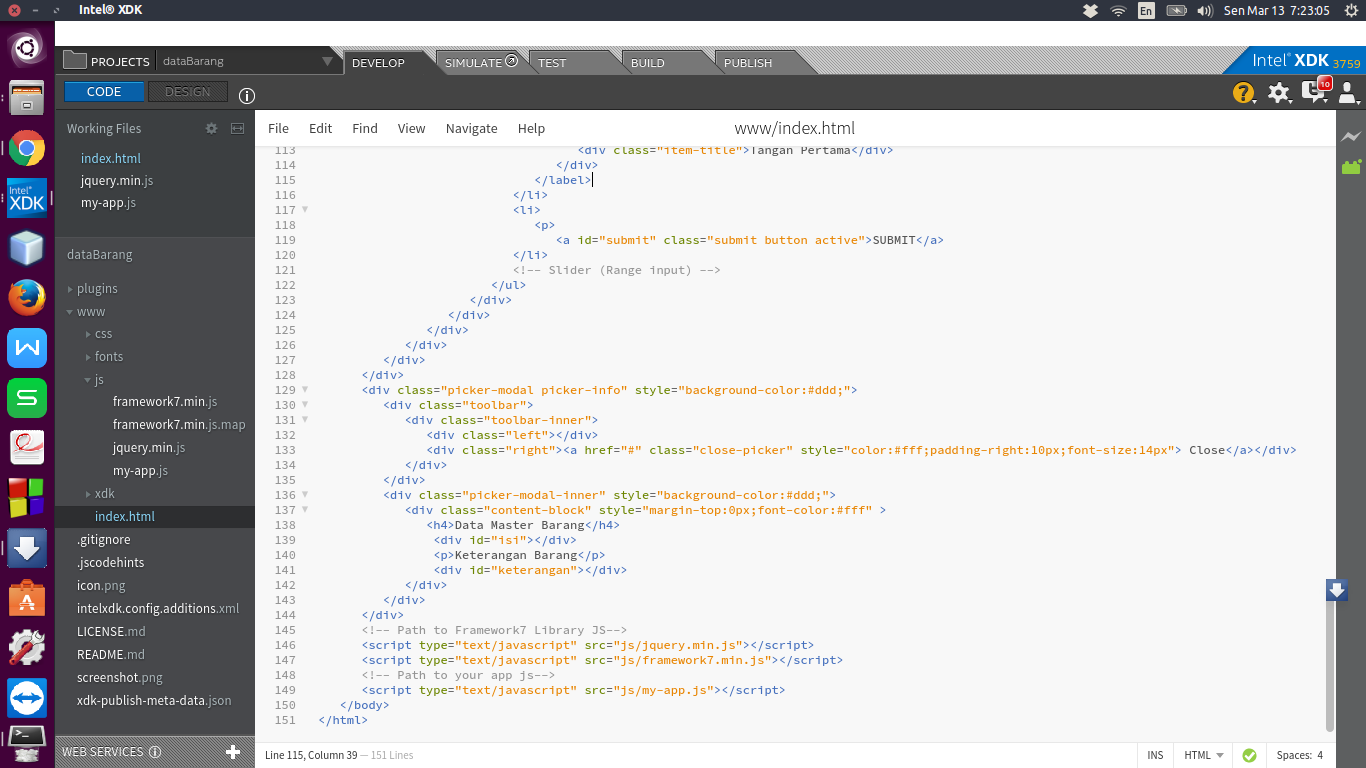 Intel® XDK
En
Sen Mar 13 7:23:05
PROJECTS
dataBarang
DEVELOP
SIMULATE
TEST
BUILD
PUBLISH
Intel® XDK 3759
CODE
DESIGN
10
Working Files
index.html
jquery.min.js
my-app.js
dataBarang
plugins
www
css
fonts
js
framework7.min.js
framework7.min.js.map
jquery.min.js
my-app.js
xdk
index.html
.gitignore
.jscodehints
icon.png
intelxdk.config.additions.xml
LICENSE.md
README.md
screenshot.png
xdk-publish-meta-data.json
WEB SERVICES
File Edit Find View Navigate Help
www/index.html
113 <div class="item-title">Tangan Pertama</div>
114 </div>
115 </label>
116 </li>
117 <li>
118 <p>
119 <a id="submit" class="submit button active">SUBMIT</a>
120 </li>
121 <!-- Slider (Range input) -->
122 </ul>
123 </div>
124 </div>
125 </div>
126 </div>
127 </div>
128 </div>
129 <div class="picker-modal picker-info" style="background-color:#ddd;">
130 <div class="toolbar">
131 <div class="toolbar-inner">
132 <div class="left"></div>
133 <div class="right"><a href="#" class="close-picker" style="color:#fff;padding-right:10px;font-size:14px"> Close</a></div>
134 </div>
135 </div>
136 <div class="picker-modal-inner" style="background-color:#ddd;">
137 <div class="content-block" style="margin-top:0px;font-color:#fff" >
138 <h4>Data Master Barang</h4>
139 <div id="isi"></div>
140 <p>Keterangan Barang</p>
141 <div id="keterangan"></div>
142 </div>
143 </div>
144 </div>
145 <!-- Path to Framework7 Library JS-->
146 <script type="text/javascript" src="js/jquery.min.js"></script>
147 <script type="text/javascript" src="js/framework7.min.js"></script>
148 <!-- Path to your app js-->
149 <script type="text/javascript" src="js/my-app.js"></script>
150 </body>
151 </html>
Line 115, Column 39 — 151 Lines
INS
HTML
Spaces: 4
Intel® XDK